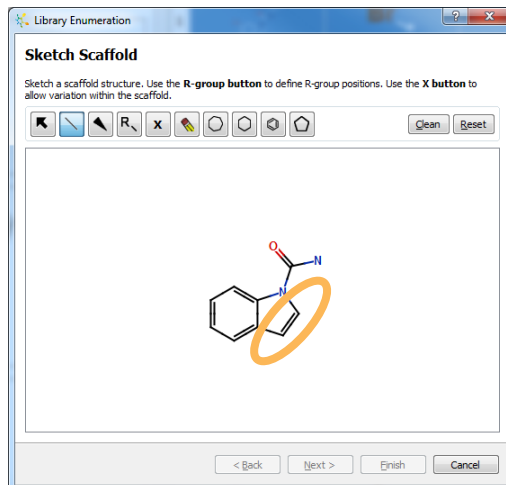 Library Enumeration
?
X
Sketch Scaffold
Sketch a scaffold structure. Use the R-group button to define R-group positions. Use the X button to
allow variation within the scaffold.
R
X
Clean
Reset
O
N
N
< Back
Next >
Finish
Cancel